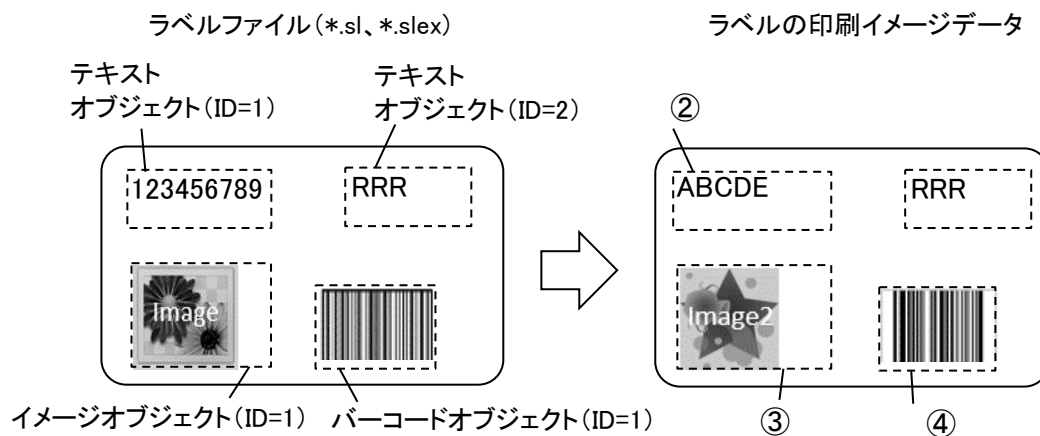 ラベルファイル(*.sl、*.slex)
ラベルの印刷イメージデータ
テキスト
オブジェクト(ID=1)
テキスト
オブジェクト(ID=2)
②
123456789
RRR
ABCDE
RRR
Image
Image2
イメージオブジェクト(ID=1)
バーコードオブジェクト(ID=1)
③
④